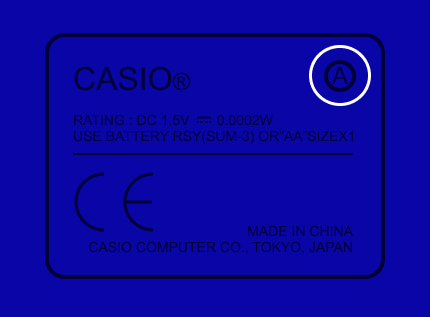 CASIO®
A
RATING : DC 1.5V ⎓ 0.0002W
USE BATTERY RSY(SUM-3) OR"AA"SIZEX1
CE
MADE IN CHINA
CASIO.COMPUTER.CO., TOKYO, JAPAN